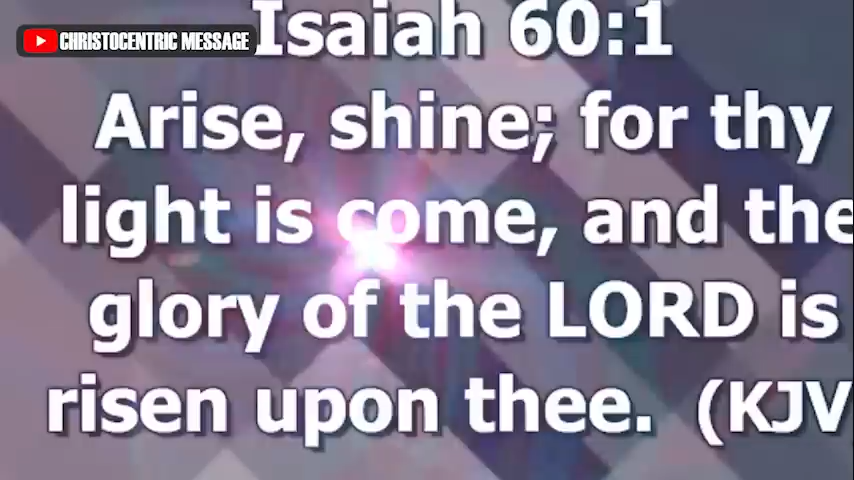 Isaiah 60:1
CHRISTOCENTRIC MESSAGE
Arise, shine; for thy
light is come, and the
glory of the LORD is
risen upon thee. (KJV